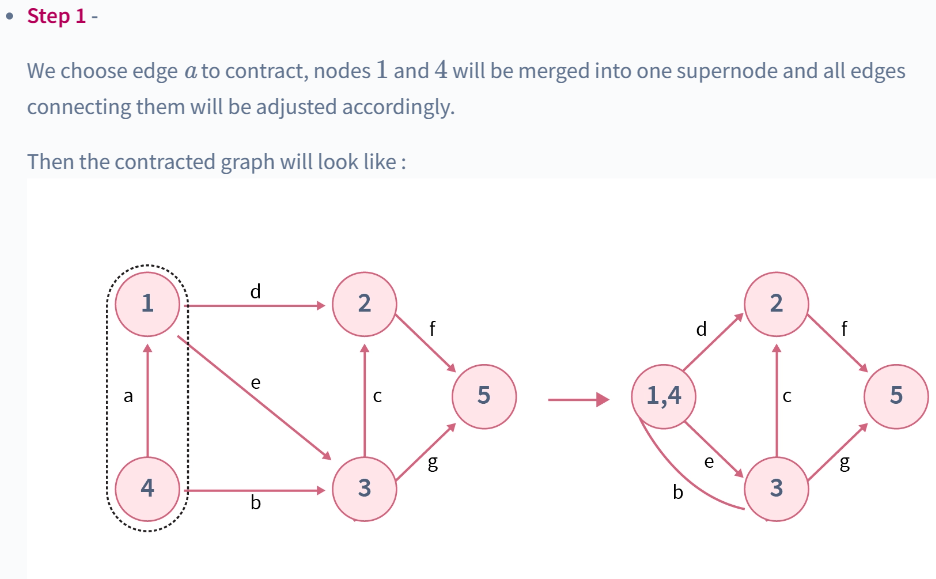 Step 1 -
We choose edge a to contract, nodes 1 and 4 will be merged into one supernode and all edges
connecting them will be adjusted accordingly.
Then the contracted graph will look like :
1 d 2 f
a e c 5
4 b 3 g
2 d f
1,4 c 5
e g
b 3